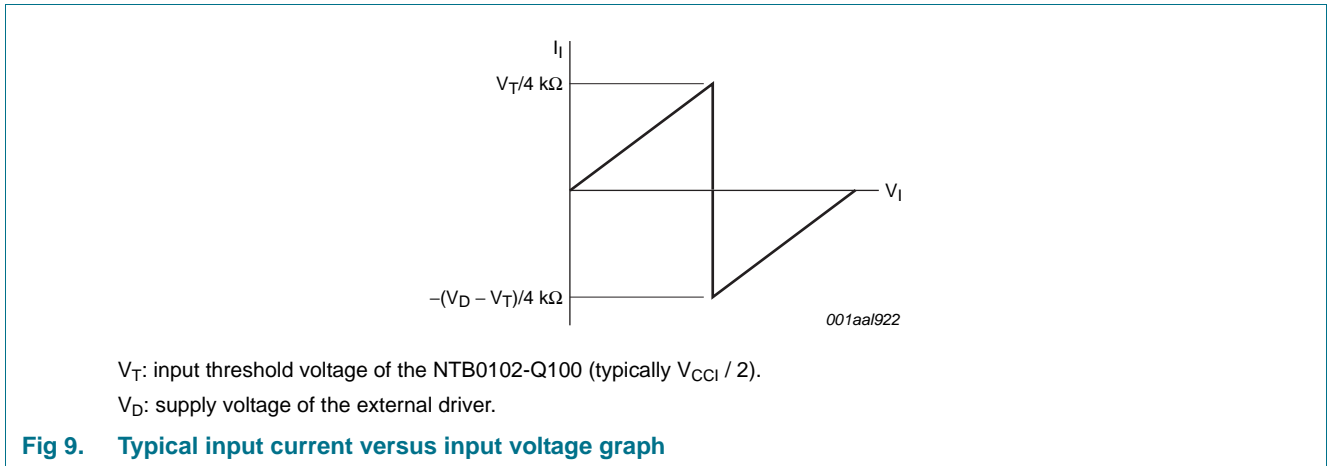 I_I
V_T/4 kΩ
V_I
−(V_D − V_T)/4 kΩ
001aal922
V_T: input threshold voltage of the NTB0102-Q100 (typically V_CCI / 2).
V_D: supply voltage of the external driver.
Fig 9. Typical input current versus input voltage graph